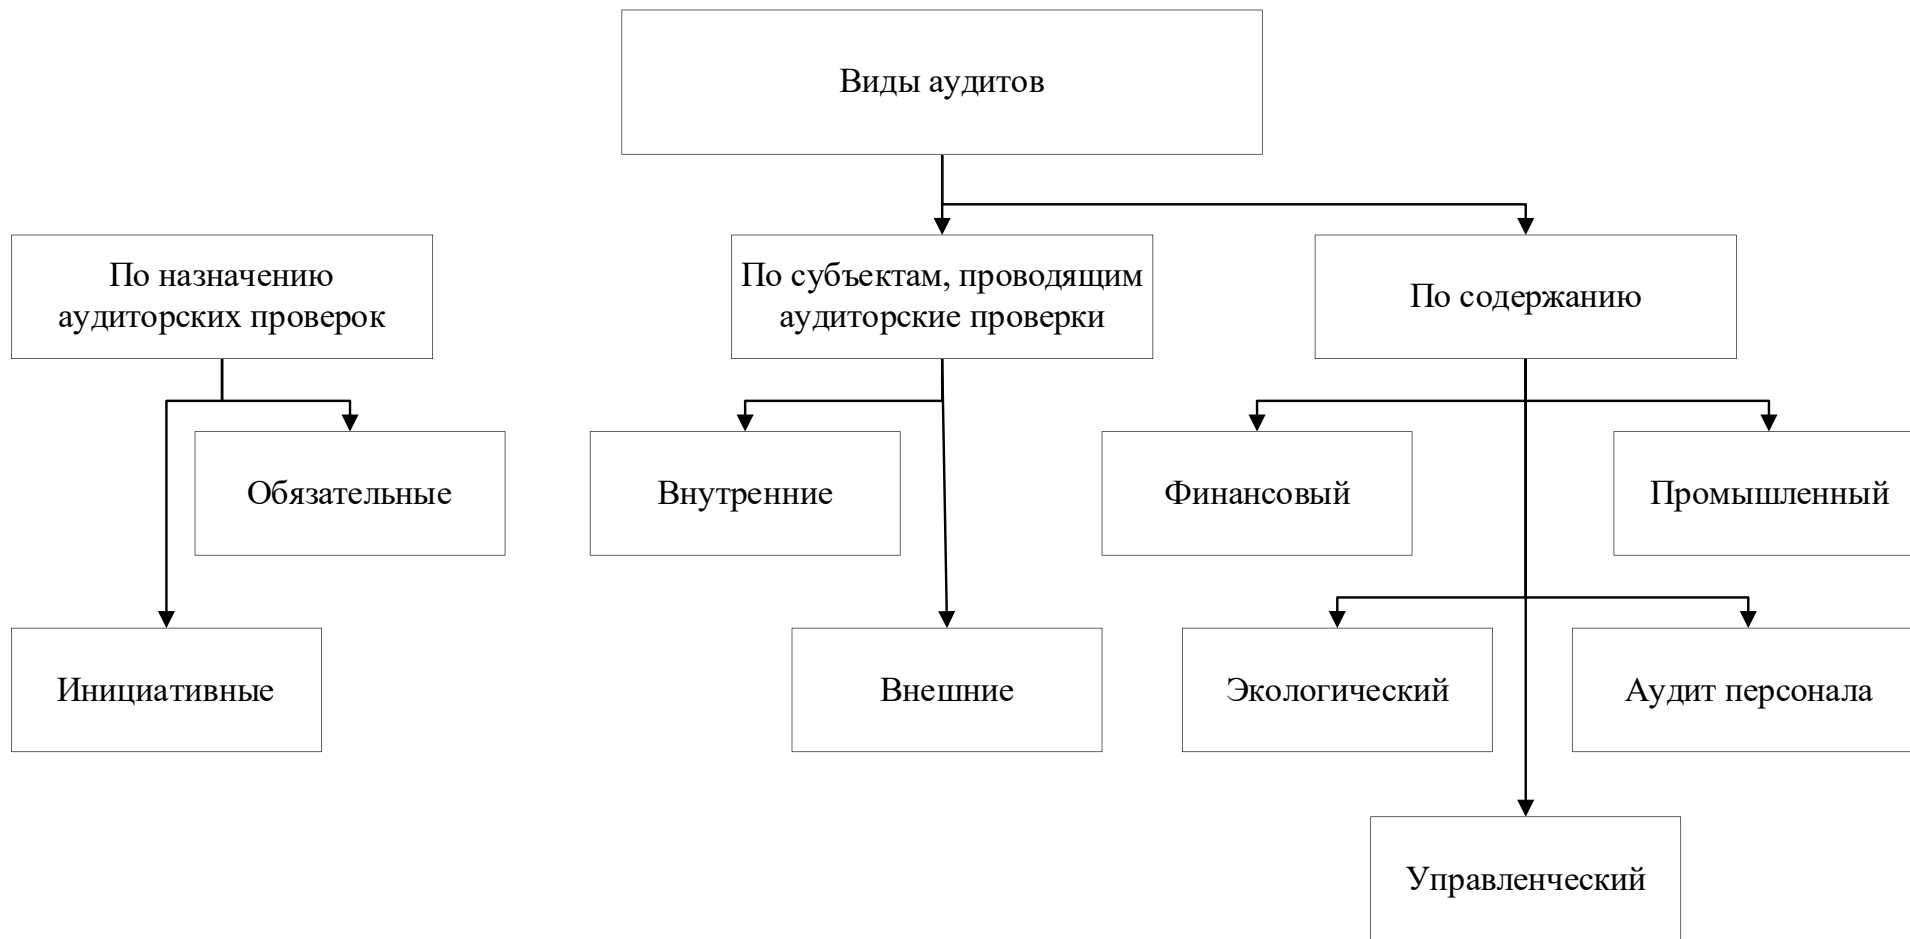 Виды аудитов
По назначению
аудиторских проверок
По субъектам, проводящим
аудиторские проверки
По содержанию
Обязательные
Внутренние
Финансовый
Промышленный
Инициативные
Внешние
Экологический
Аудит персонала
Управленческий